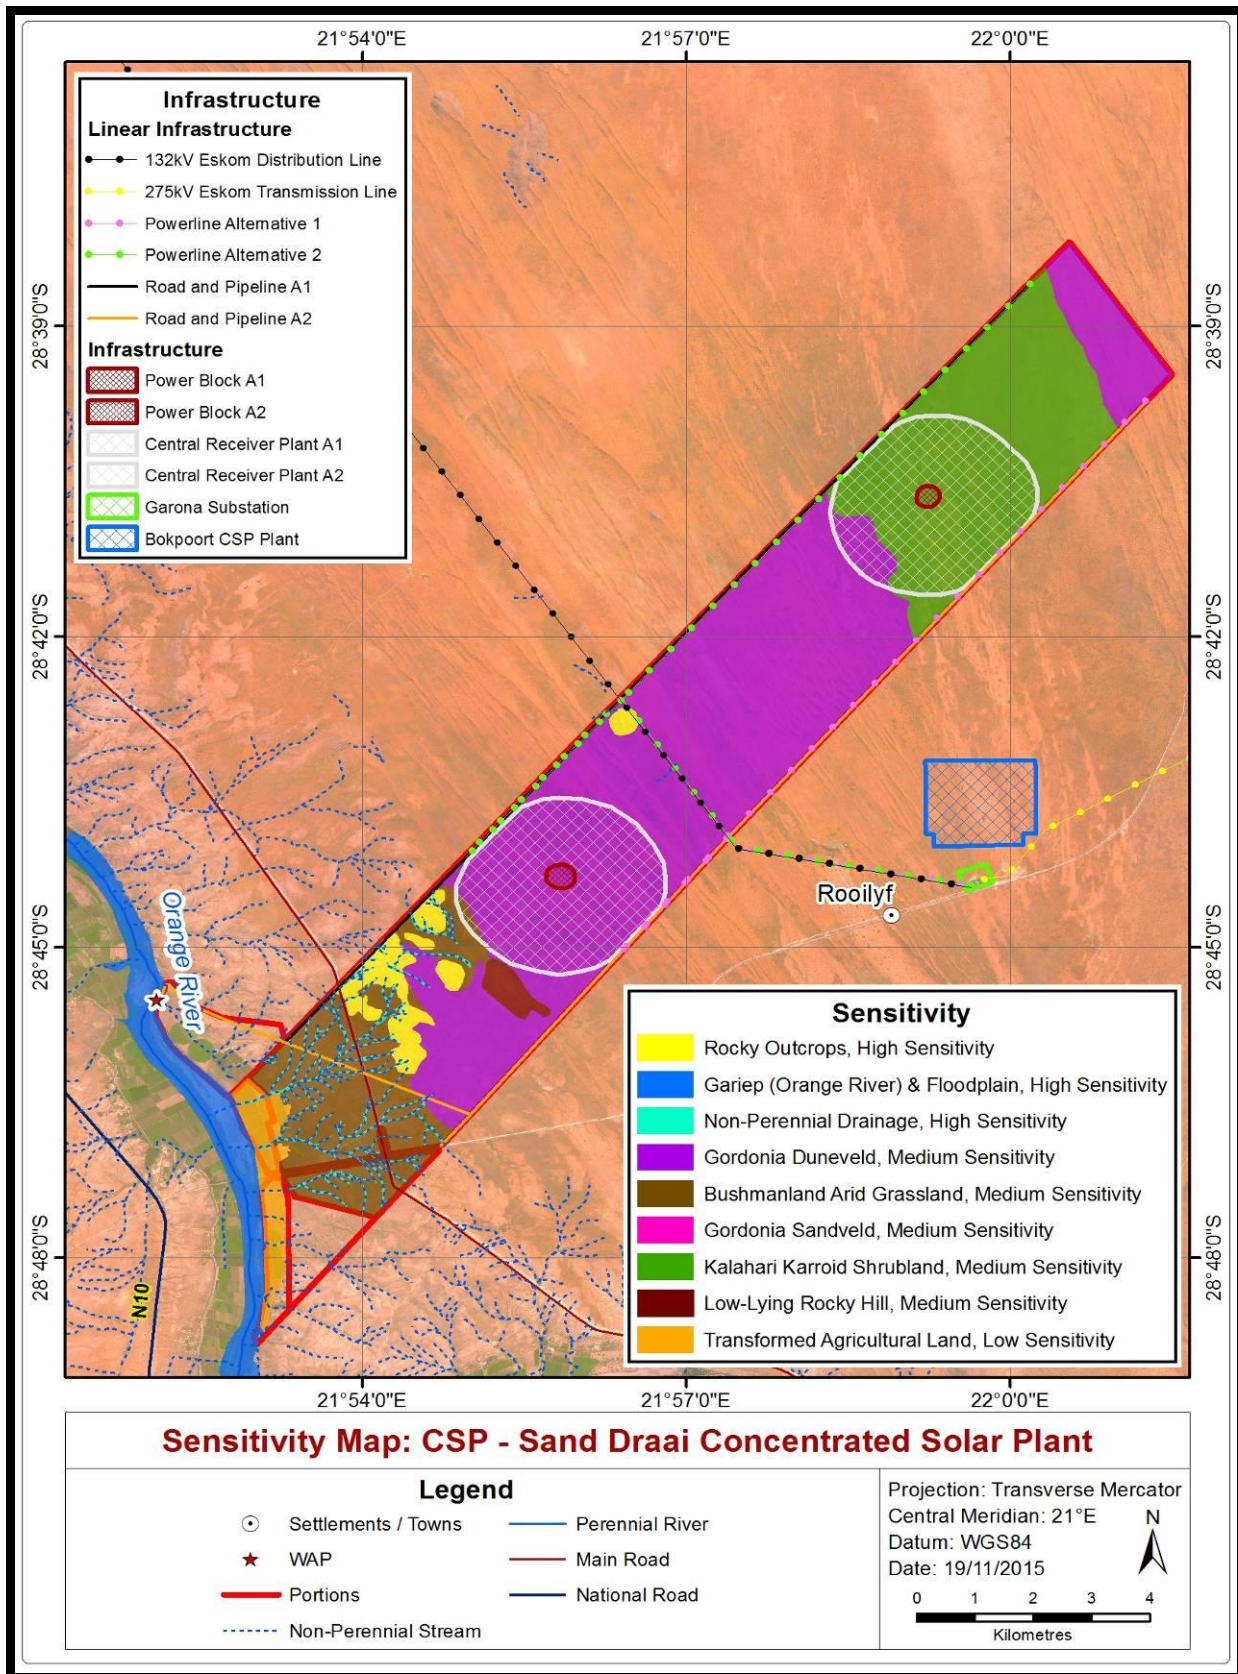 21°54'0"E
21°57'0"E
22°0'0"E
Infrastructure
Linear Infrastructure
132kV Eskom Distribution Line
275kV Eskom Transmission Line
Powerline Alternative 1
Powerline Alternative 2
Road and Pipeline A1
Road and Pipeline A2
Infrastructure
Power Block A1
Power Block A2
Central Receiver Plant A1
Central Receiver Plant A2
Garona Substation
Bokpoort CSP Plant
28°39'0"S
28°39'0"S
28°42'0"S
28°42'0"S
Rooilyf
Orange River
28°45'0"S
28°45'0"S
Sensitivity
Rocky Outcrops, High Sensitivity
Gariep (Orange River) & Floodplain, High Sensitivity
Non-Perennial Drainage, High Sensitivity
Gordonia Duneveld, Medium Sensitivity
Bushmanland Arid Grassland, Medium Sensitivity
Gordonia Sandveld, Medium Sensitivity
Kalahari Karroid Shrubland, Medium Sensitivity
Low-Lying Rocky Hill, Medium Sensitivity
Transformed Agricultural Land, Low Sensitivity
28°48'0"S
28°48'0"S
N10
21°54'0"E
21°57'0"E
22°0'0"E
Sensitivity Map: CSP - Sand Draai Concentrated Solar Plant
Legend
Settlements / Towns
WAP
Portions
Non-Perennial Stream
Perennial River
Main Road
National Road
Projection: Transverse Mercator
Central Meridian: 21°E
Datum: WGS84
Date: 19/11/2015
N
0 1 2 3 4
Kilometres